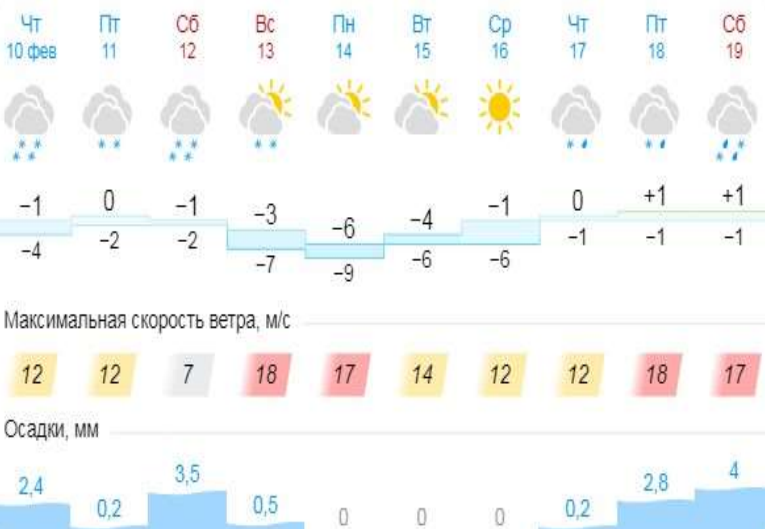 Чт Пт Сб Вс Пн Вт Ср Чт Пт Сб
10 фев 11 12 13 14 15 16 17 18 19
−1 0 −1 −3 −6 −4 −1 0 +1 +1
−4 −2 −2 −7 −9 −6 −6 −1 −1 −1
Максимальная скорость ветра, м/с
12 12 7 18 17 14 12 12 18 17
Осадки, мм
2,4 0,2 3,5 0,5 0 0 0 0,2 2,8 4